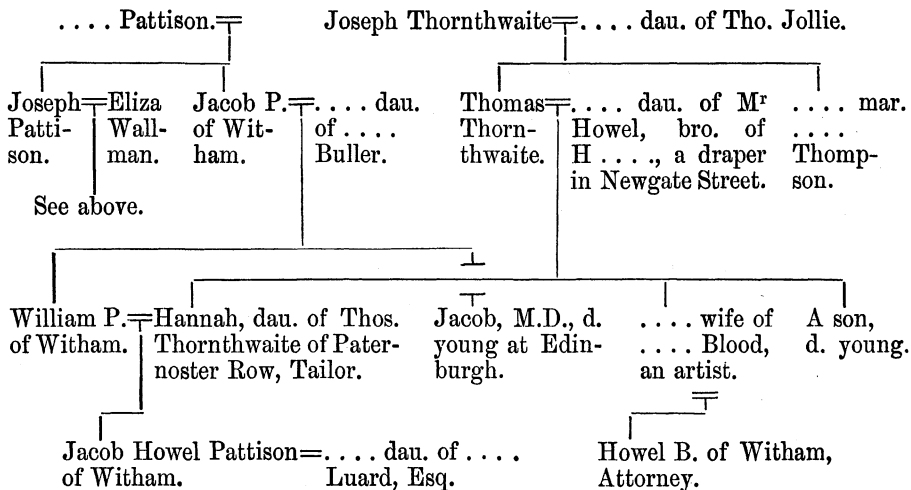 . . . . Pattison. Joseph Thornthwaite . . . . dau. of Tho. Jollie.
Joseph Eliza Jacob P. . . . . dau. Thomas . . . . dau. of Mr . . . . mar.
Patti- Wall- of Wit- of . . . . Thorn- Howel, bro. of . . . .
son. man. ham. Buller. thwaite. H . . . ., a draper Thomp-
in Newgate Street. son.
See above.
William P. Hannah, dau. of Thos. Jacob, M.D., d. . . . . wife of A son,
of Witham. Thornthwaite of Pater- young at Edin- . . . . Blood, d. young.
noster Row, Tailor. burgh. an artist.
Jacob Howel Pattison= . . . . dau. of . . . . Howel B. of Witham,
of Witham. Luard, Esq. Attorney.